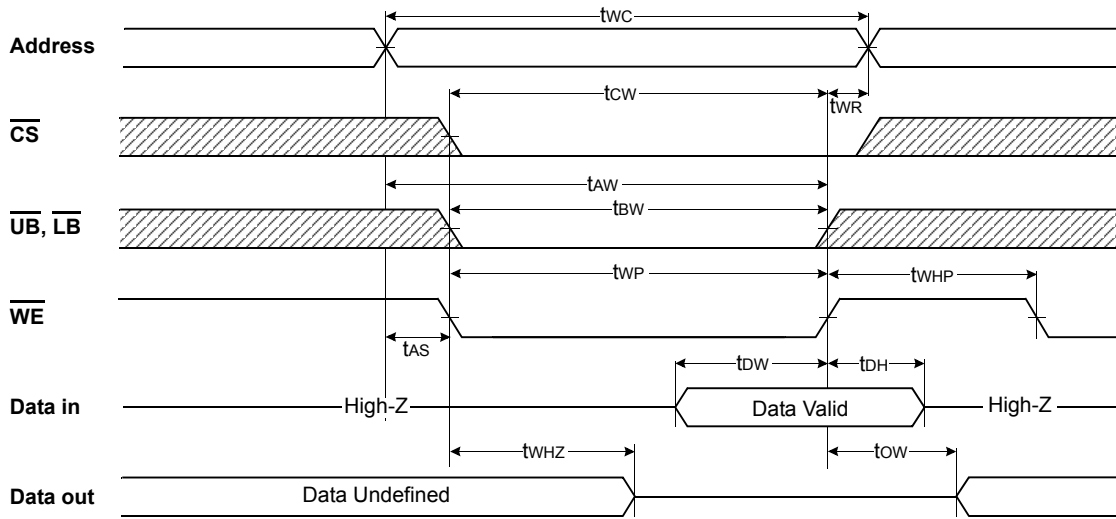 tWC
Address
tCW
tWR
CS
tAW
tBW
UB, LB
tWP
tWHP
WE
tAS
tDW
tDH
Data in
High-Z
Data Valid
High-Z
tWHZ
tOW
Data out
Data Undefined